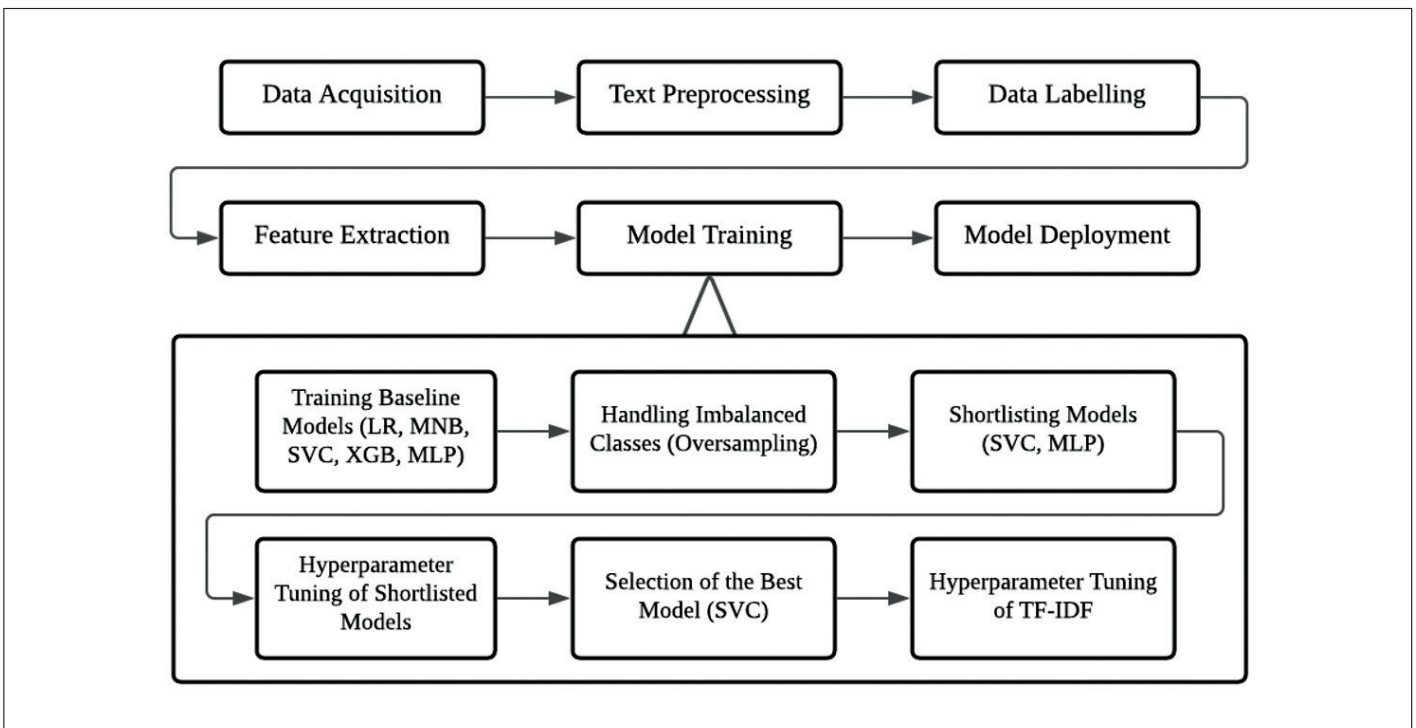 Data Acquisition
Text Preprocessing
Data Labelling
Feature Extraction
Model Training
Model Deployment
Training Baseline
Models (LR, MNB,
SVC, XGB, MLP)
Handling Imbalanced
Classes (Oversampling)
Shortlisting Models
(SVC, MLP)
Hyperparameter
Tuning of Shortlisted
Models
Selection of the Best
Model (SVC)
Hyperparameter Tuning
of TF-IDF